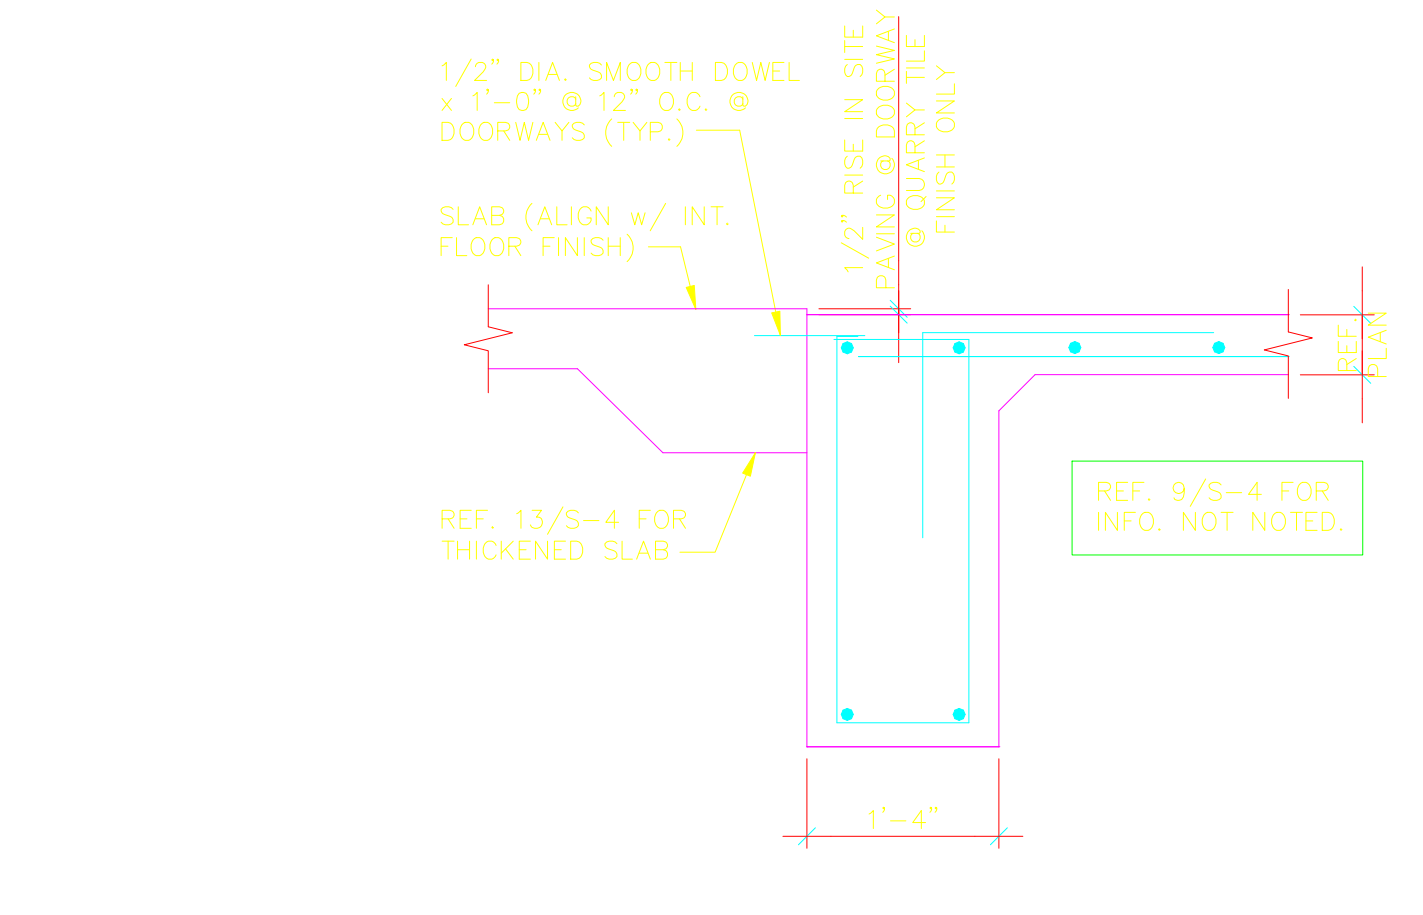 1/2" DIA. SMOOTH DOWEL
x 1'-0" @ 12" O.C. @
DOORWAYS (TYP.)
SLAB (ALIGN w/ INT.
FLOOR FINISH)
1/2" RISE IN SITE
PAVING @ DOORWAY
@ QUARRY TILE
FINISH ONLY
REF.
PLAN
REF. 9/S-4 FOR
INFO. NOT NOTED.
REF. 13/S-4 FOR
THICKENED SLAB
1'-4"